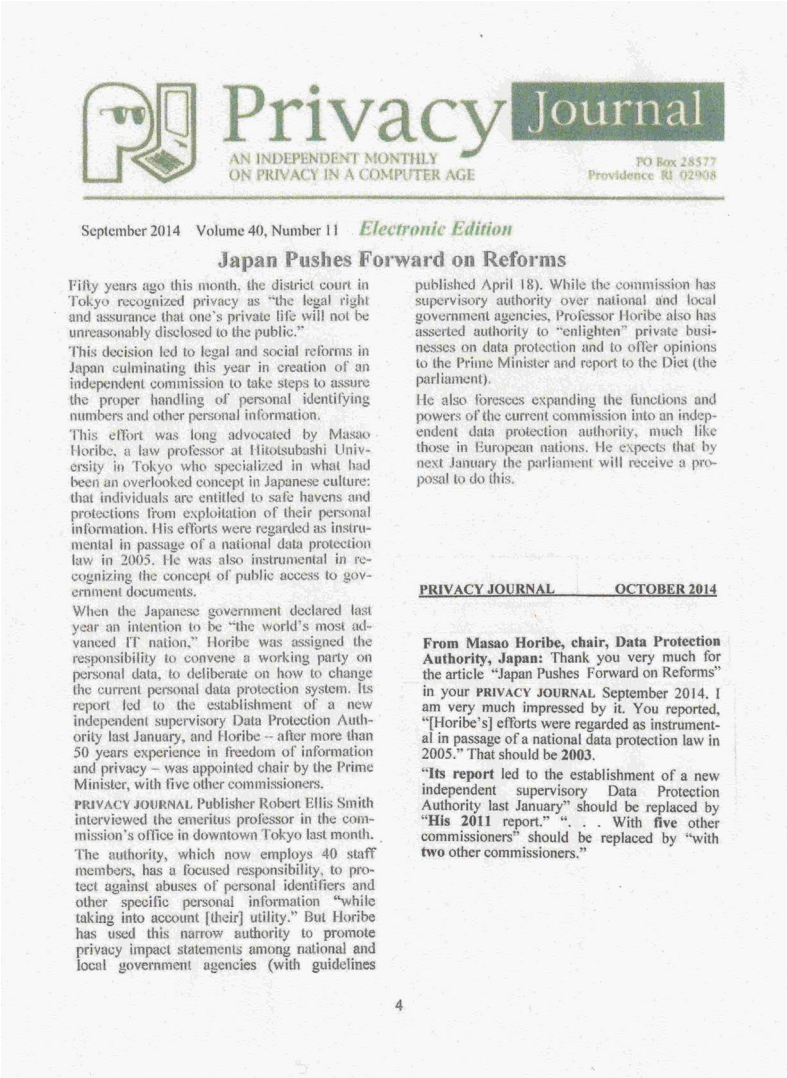 Privacy Journal
AN INDEPENDENT MONTHLY
ON PRIVACY IN A COMPUTER AGE
PO Box 28577
Providence RI 02908
September 2014 Volume 40, Number 11 Electronic Edition
Japan Pushes Forward on Reforms
Fifty years ago this month, the district court in
Tokyo recognized privacy as “the legal right
and assurance that one’s private life will not be
unreasonably disclosed to the public.”
This decision led to legal and social reforms in
Japan culminating this year in creation of an
independent commission to take steps to assure
the proper handling of personal identifying
numbers and other personal information.
This effort was long advocated by Masao
Horibe, a law professor at Hitotsubashi Univ-
ersity in Tokyo who specialized in what had
been an overlooked concept in Japanese culture:
that individuals are entitled to safe havens and
protections from exploitation of their personal
information. His efforts were regarded as instru-
mental in passage of a national data protection
law in 2005. He was also instrumental in re-
cognizing the concept of public access to gov-
ernment documents.
When the Japanese government declared last
year an intention to be “the world’s most ad-
vanced IT nation,” Horibe was assigned the
responsibility to convene a working party on
personal data, to deliberate on how to change
the current personal data protection system. Its
report led to the establishment of a new
independent supervisory Data Protection Auth-
ority last January, and Horibe – after more than
50 years experience in freedom of information
and privacy – was appointed chair by the Prime
Minister, with five other commissioners.
PRIVACY JOURNAL Publisher Robert Ellis Smith
interviewed the emeritus professor in the com-
mission’s office in downtown Tokyo last month.
The authority, which now employs 40 staff
members, has a focused responsibility, to pro-
tect against abuses of personal identifiers and
other specific personal information “while
taking into account [their] utility.” But Horibe
has used this narrow authority to promote
privacy impact statements among national and
local government agencies (with guidelines
published April 18). While the commission has
supervisory authority over national and local
government agencies, Professor Horibe also has
asserted authority to “enlighten” private busi-
nesses on data protection and to offer opinions
to the Prime Minister and report to the Diet (the
parliament).
He also foresees expanding the functions and
powers of the current commission into an indep-
endent data protection authority, much like
those in European nations. He expects that by
next January the parliament will receive a pro-
posal to do this.
PRIVACY JOURNAL OCTOBER 2014
From Masao Horibe, chair, Data Protection
Authority, Japan: Thank you very much for
the article “Japan Pushes Forward on Reforms”
in your PRIVACY JOURNAL September 2014. I
am very much impressed by it. You reported,
“[Horibe’s] efforts were regarded as instrument-
al in passage of a national data protection law in
2005.” That should be 2003.
“Its report led to the establishment of a new
independent supervisory Data Protection
Authority last January” should be replaced by
“His 2011 report.” “. . . With five other
commissioners” should be replaced by “with
two other commissioners.”
4